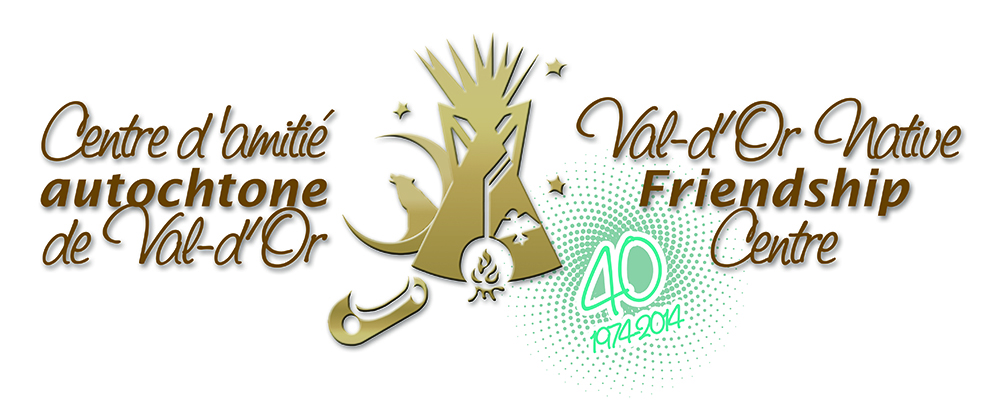 Centre d'amitié
autochtone
de Val-d'Or
Val-d'Or Native
Friendship
Centre
40
1974-2014